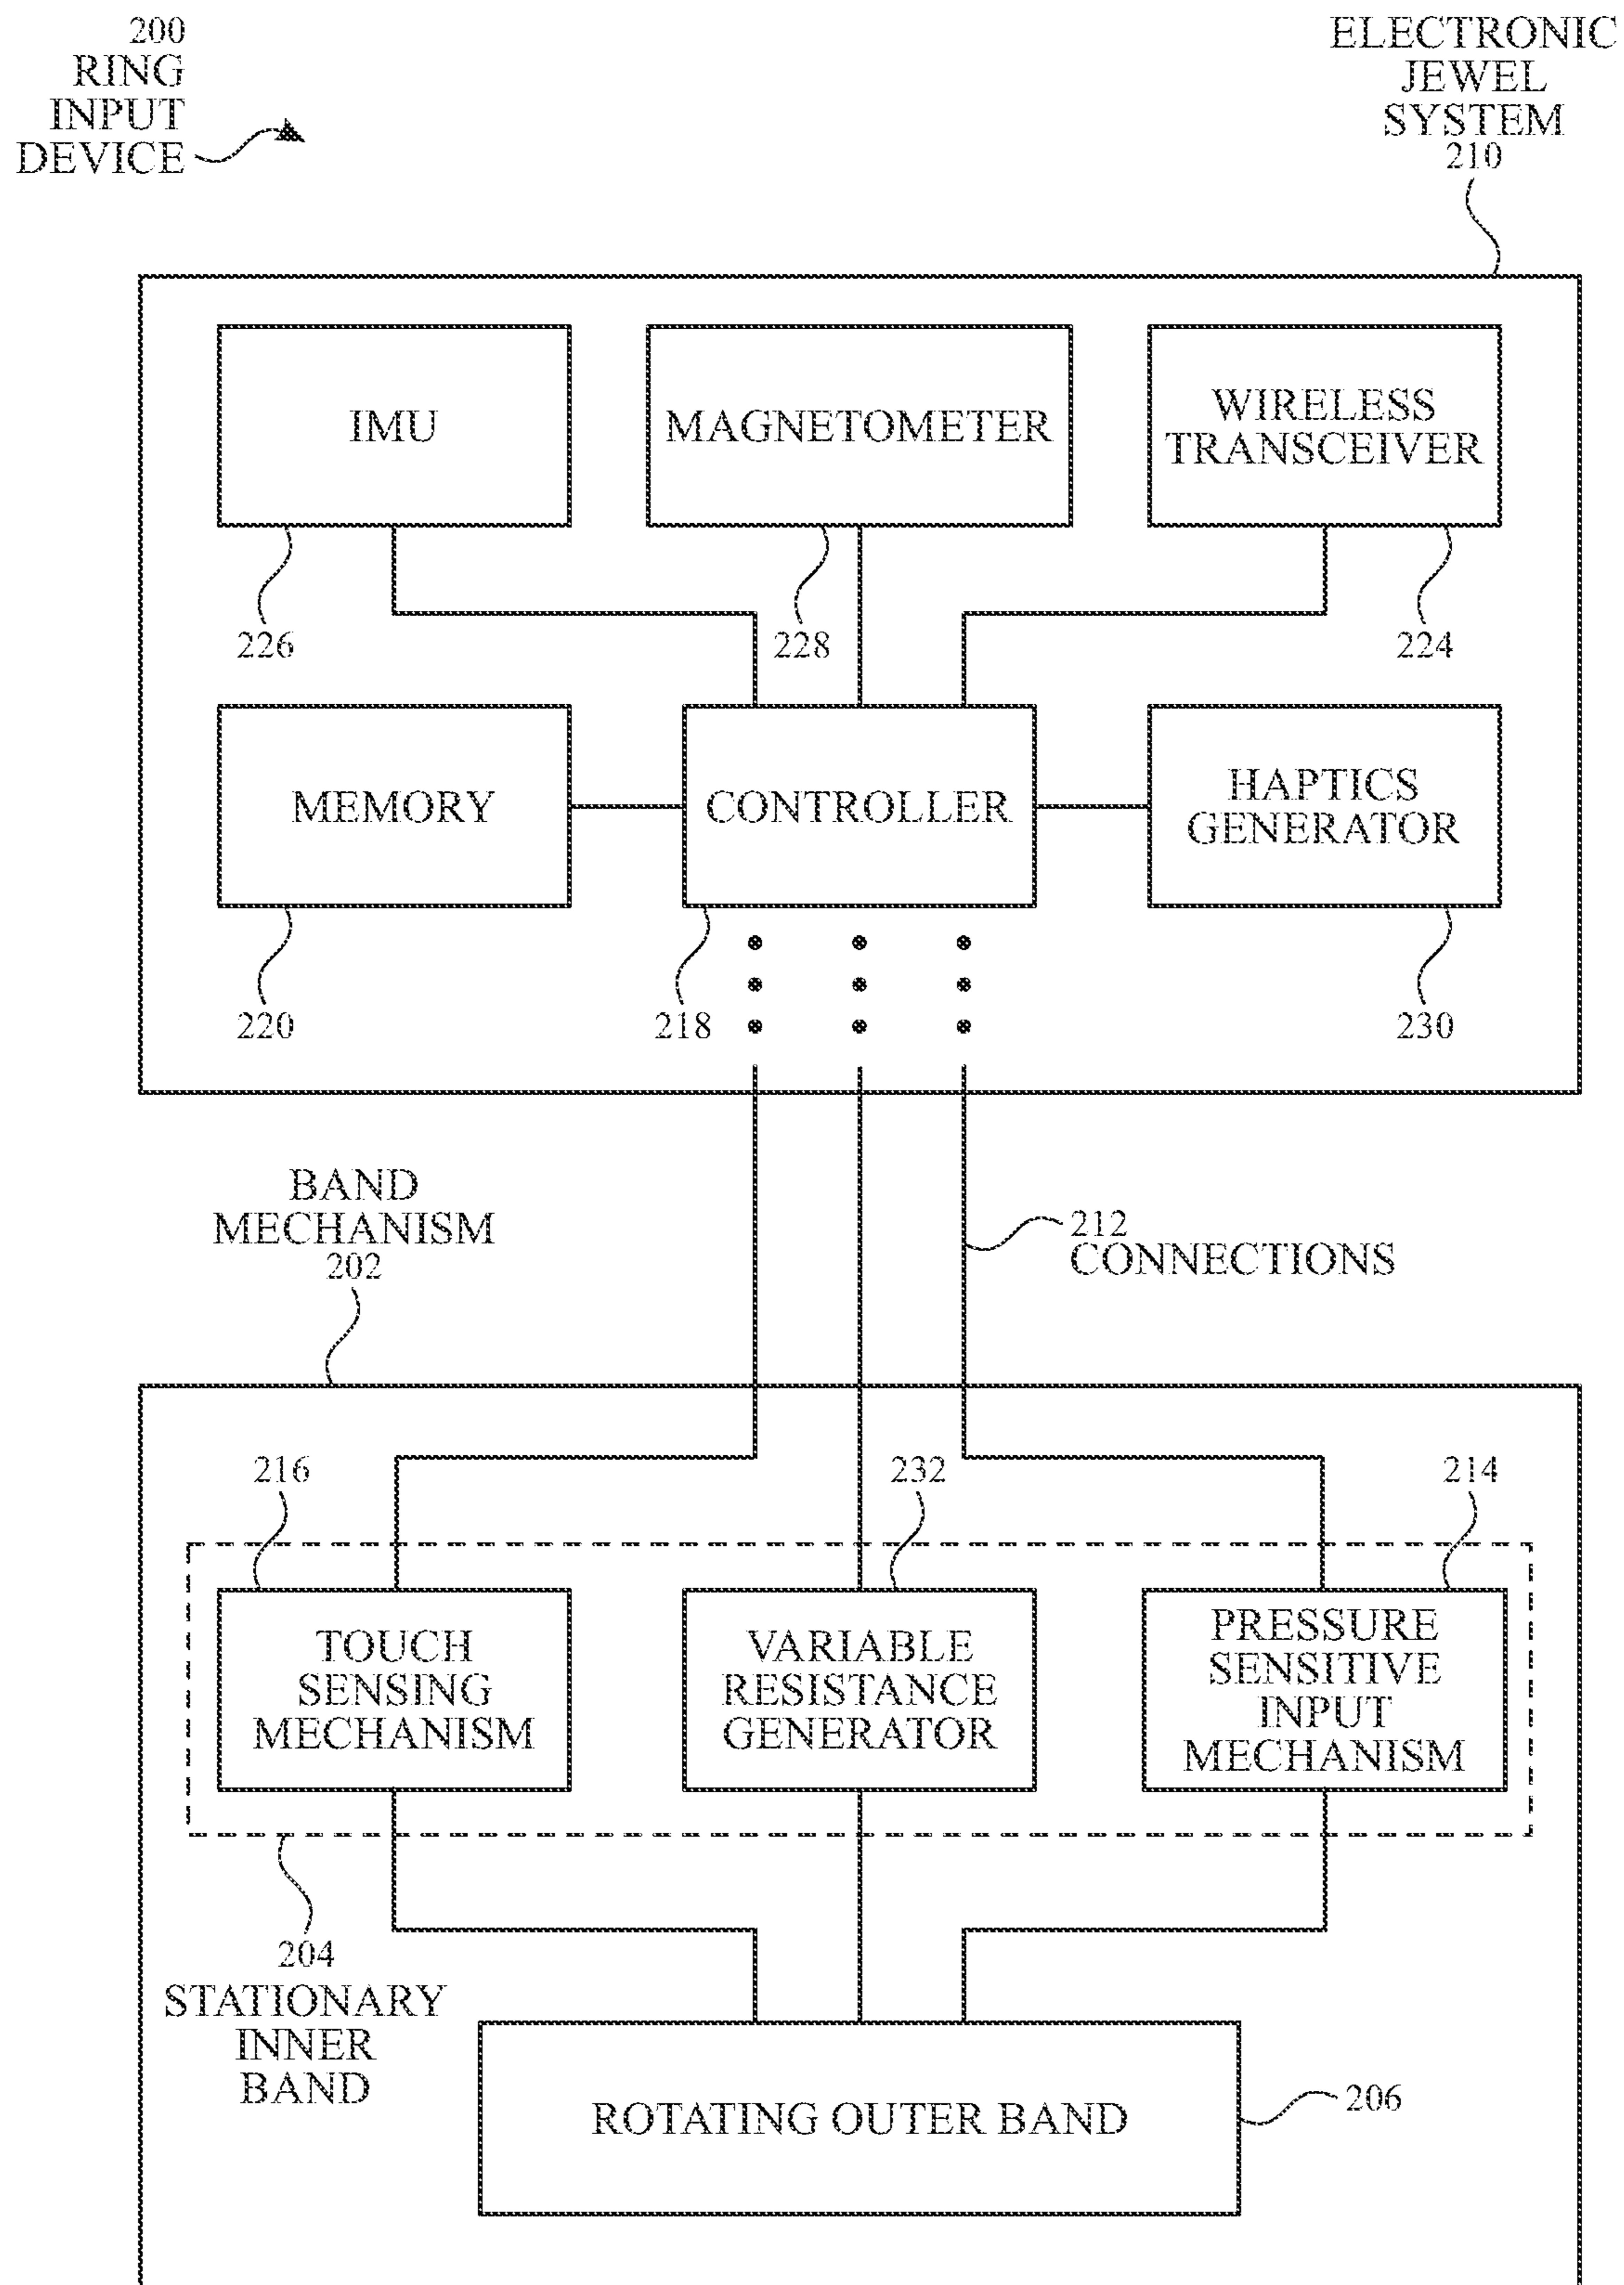 200
RING
INPUT
DEVICE
ELECTRONIC
JEWEL
SYSTEM
210
IMU
MAGNETOMETER
WIRELESS
TRANSCEIVER
226
228
224
MEMORY
CONTROLLER
HAPTICS
GENERATOR
220
218
230
BAND
MECHANISM
202
212
CONNECTIONS
216
232
214
TOUCH
SENSING
MECHANISM
VARIABLE
RESISTANCE
GENERATOR
PRESSURE
SENSITIVE
INPUT
MECHANISM
204
STATIONARY
INNER
BAND
ROTATING OUTER BAND
206